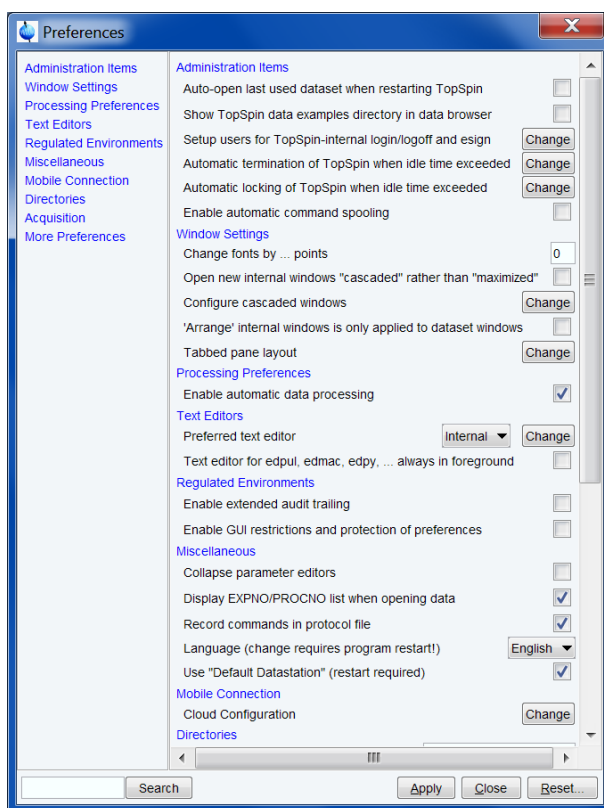 Preferences
X
Administration Items
Window Settings
Processing Preferences
Text Editors
Regulated Environments
Miscellaneous
Mobile Connection
Directories
Acquisition
More Preferences
Administration Items
Auto-open last used dataset when restarting TopSpin
Show TopSpin data examples directory in data browser
Setup users for TopSpin-internal login/logoff and esign Change
Automatic termination of TopSpin when idle time exceeded Change
Automatic locking of TopSpin when idle time exceeded Change
Enable automatic command spooling
Window Settings
Change fonts by ... points 0
Open new internal windows "cascaded" rather than "maximized"
Configure cascaded windows Change
'Arrange' internal windows is only applied to dataset windows
Tabbed pane layout Change
Processing Preferences
Enable automatic data processing
Text Editors
Preferred text editor Internal Change
Text editor for edpul, edmac, edpy, ... always in foreground
Regulated Environments
Enable extended audit trailing
Enable GUI restrictions and protection of preferences
Miscellaneous
Collapse parameter editors
Display EXPNO/PROCNO list when opening data
Record commands in protocol file
Language (change requires program restart!) English
Use "Default Datastation" (restart required)
Mobile Connection
Cloud Configuration Change
Directories
Search Apply Close Reset...